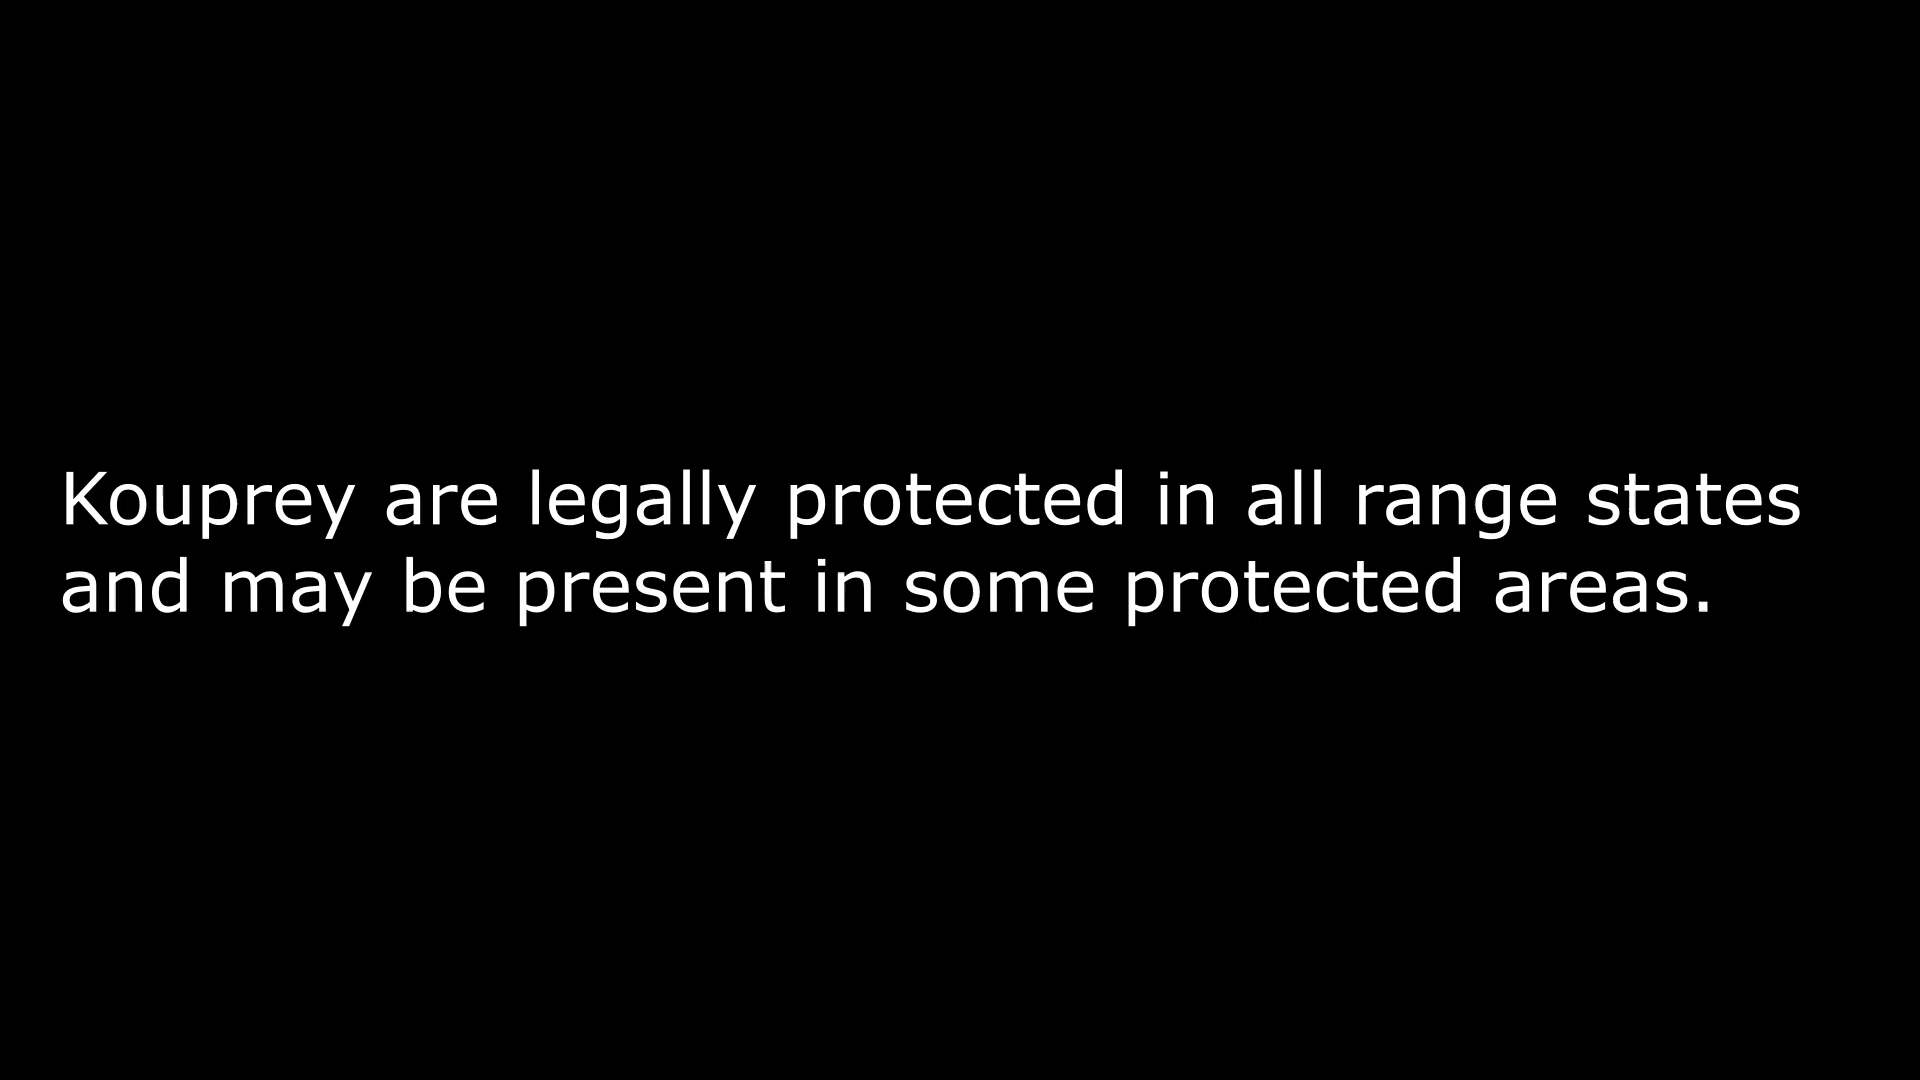 Kouprey are legally protected in all range states
and may be present in some protected areas.